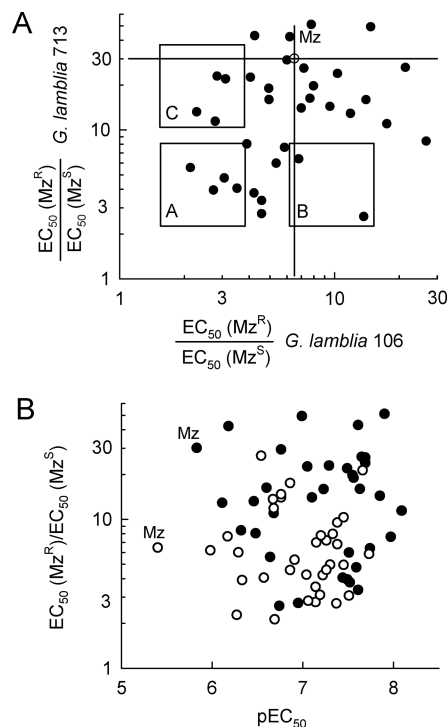 A
Mz
30
10
3
1
C
A
B
1
3
10
30
EC50 (MzR)
EC50 (MzS)
G. lamblia 713
EC50 (MzR)
EC50 (MzS)
G. lamblia 106
B
EC50 (MzR)/EC50 (MzS)
30
10
3
1
Mz
Mz
5
6
7
8
pEC50